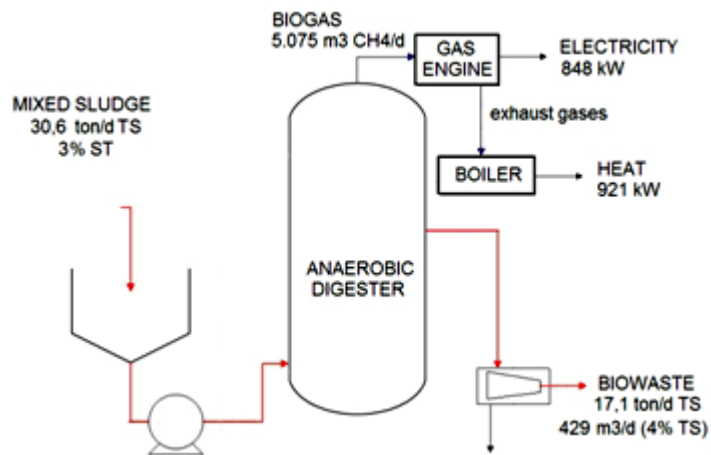 BIOGAS
5.075 m3 CH4/d
GAS
ENGINE
ELECTRICITY
848 kW
MIXED SLUDGE
30,6 ton/d TS
3% ST
exhaust gases
BOILER
HEAT
921 kW
ANAEROBIC
DIGESTER
BIOWASTE
17,1 ton/d TS
429 m3/d (4% TS)